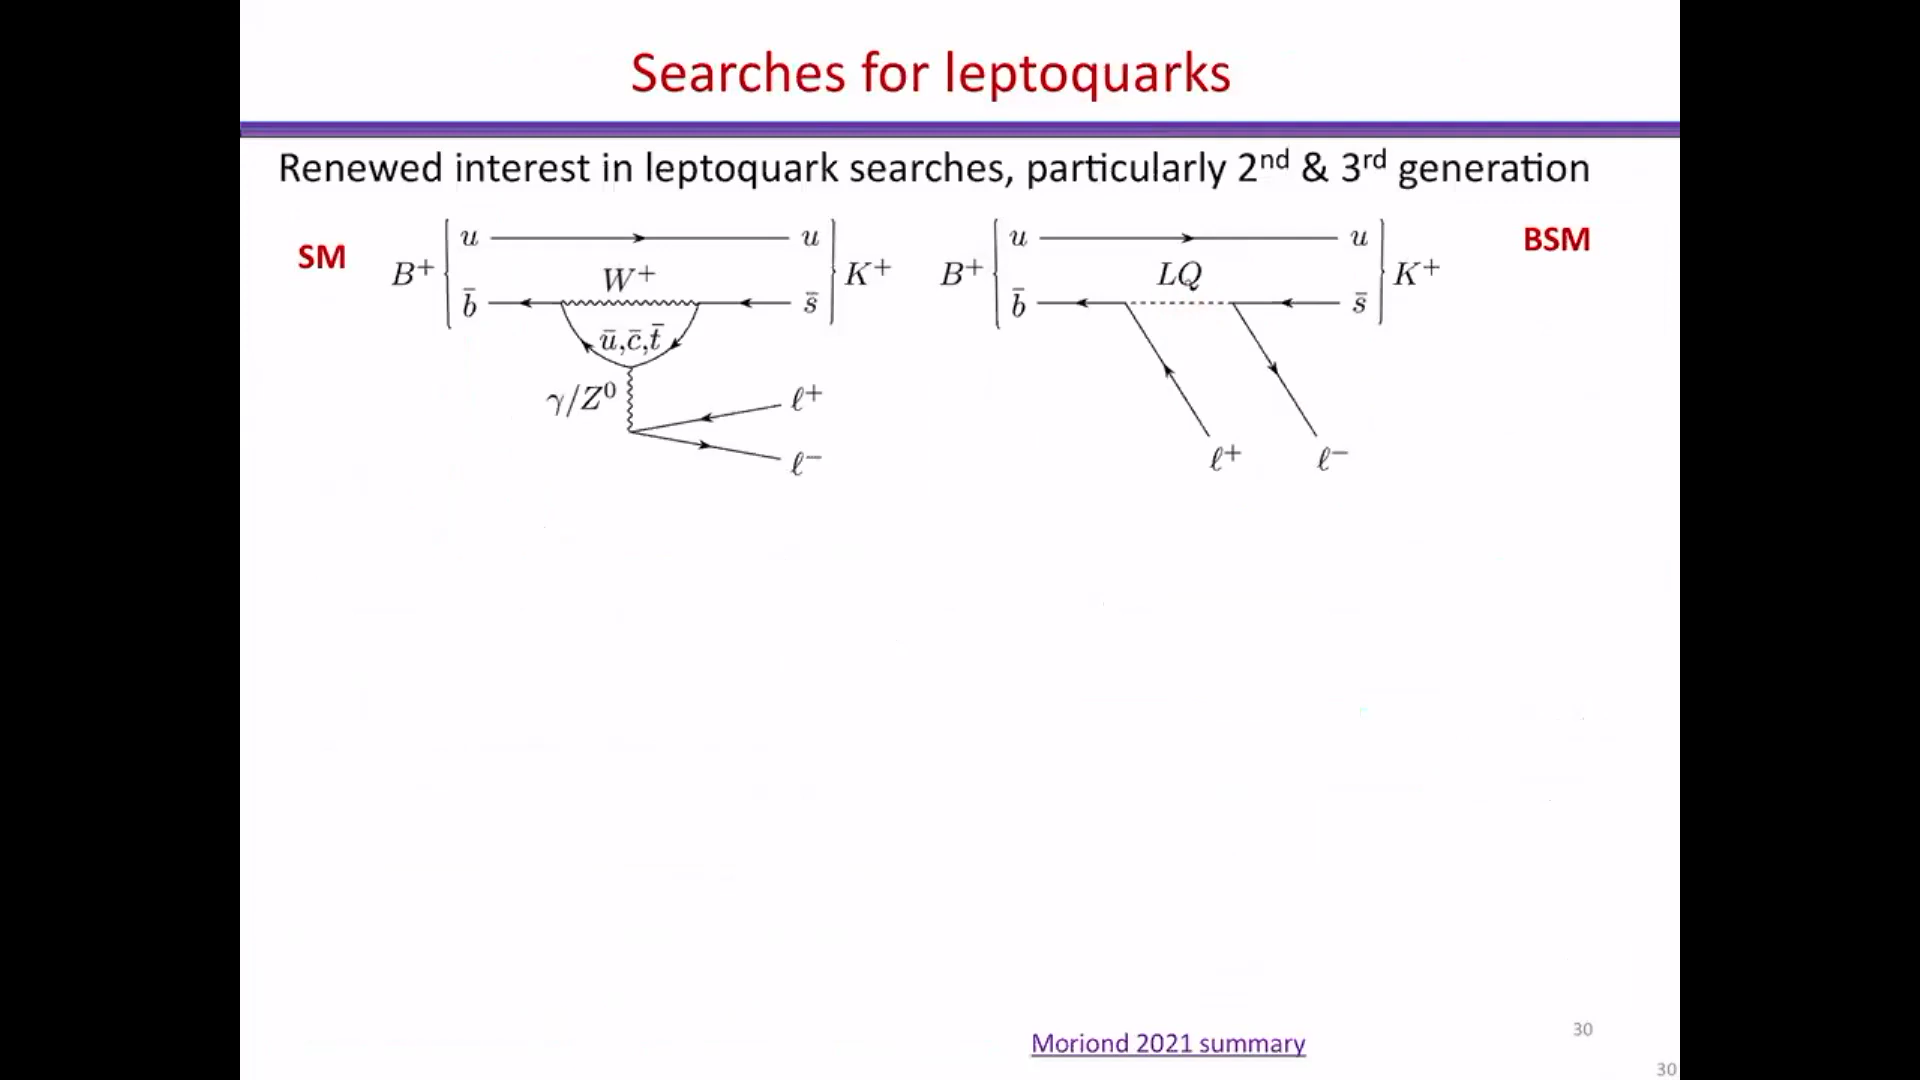 Searches for leptoquarks
Renewed interest in leptoquark searches, particularly 2nd & 3rd generation
SM
B+ u b̄ W+ u s̄ K+
ū,c̄,t̄
γ/Z0
ℓ+
ℓ−
B+ u b̄ LQ u s̄ K+
ℓ+ ℓ−
BSM
Moriond 2021 summary
30
30